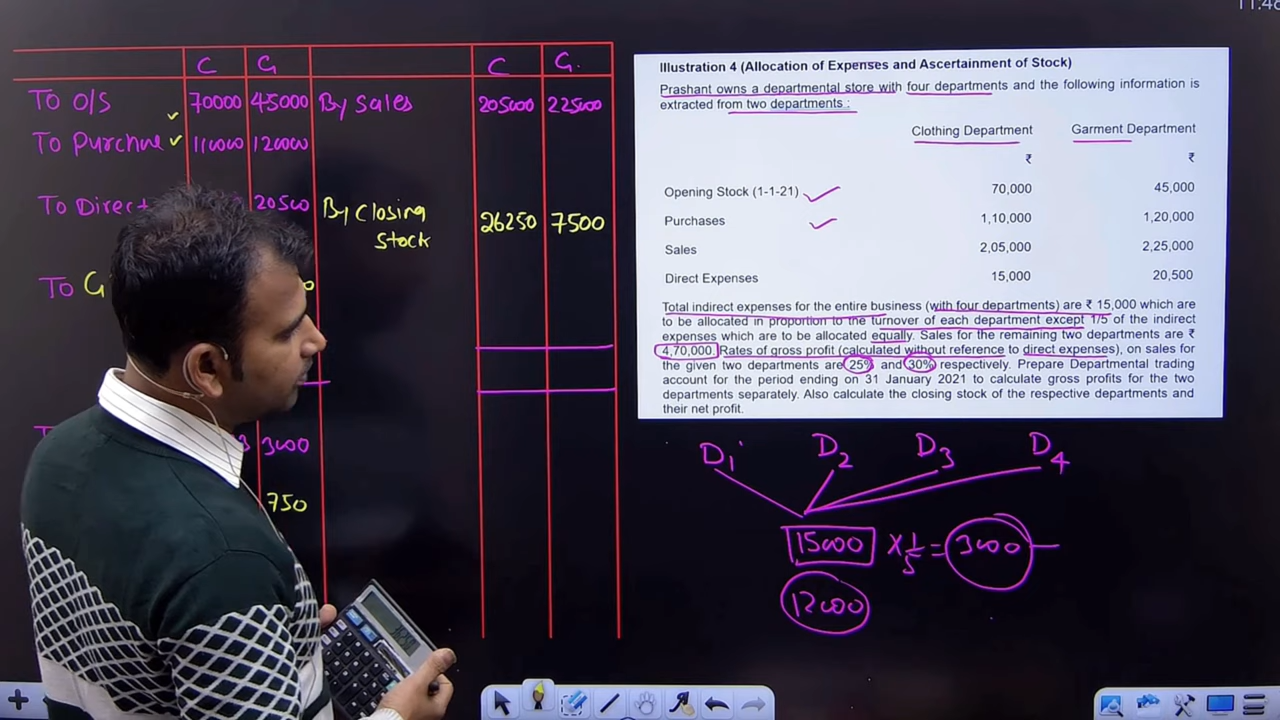 11:48
C G C G.
To O/S 70000 45000 By Sales 205000 225000
To Purchase 110000 120000
To Direct 20500 By Closing Stock 26250 7500
To G
3000
750
Illustration 4 (Allocation of Expenses and Ascertainment of Stock)
Prashant owns a departmental store with four departments and the following information is
extracted from two departments :
Clothing Department Garment Department
₹ ₹
Opening Stock (1-1-21) 70,000 45,000
Purchases 1,10,000 1,20,000
Sales 2,05,000 2,25,000
Direct Expenses 15,000 20,500
Total indirect expenses for the entire business (with four departments) are ₹ 15,000 which are
to be allocated in proportion to the turnover of each department except 1/5 of the indirect
expenses which are to be allocated equally. Sales for the remaining two departments are ₹
4,70,000. Rates of gross profit (calculated without reference to direct expenses), on sales for
the given two departments are 25% and 30% respectively. Prepare Departmental trading
account for the period ending on 31 January 2021 to calculate gross profits for the two
departments separately. Also calculate the closing stock of the respective departments and
their net profit.
D1 D2 D3 D4
15000 × 1/5 = 3000
12000